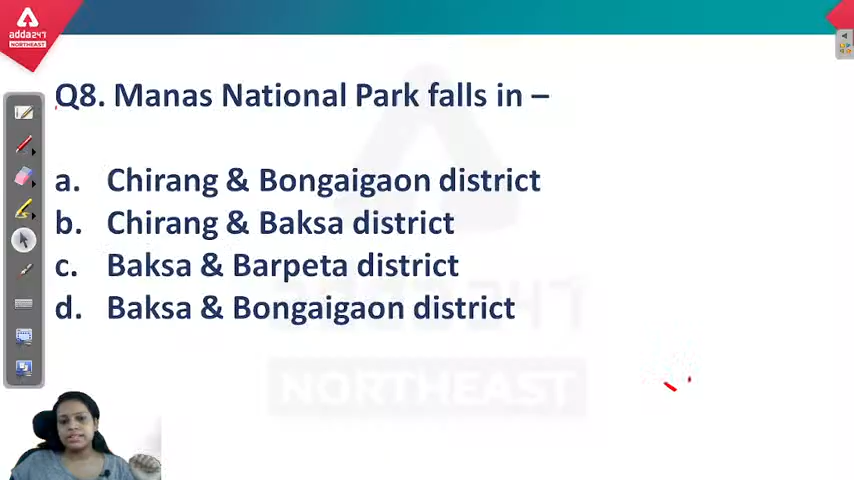 adda247
NORTHEAST
Q8. Manas National Park falls in –
a. Chirang & Bongaigaon district
b. Chirang & Baksa district
c. Baksa & Barpeta district
d. Baksa & Bongaigaon district
NORTHEAST